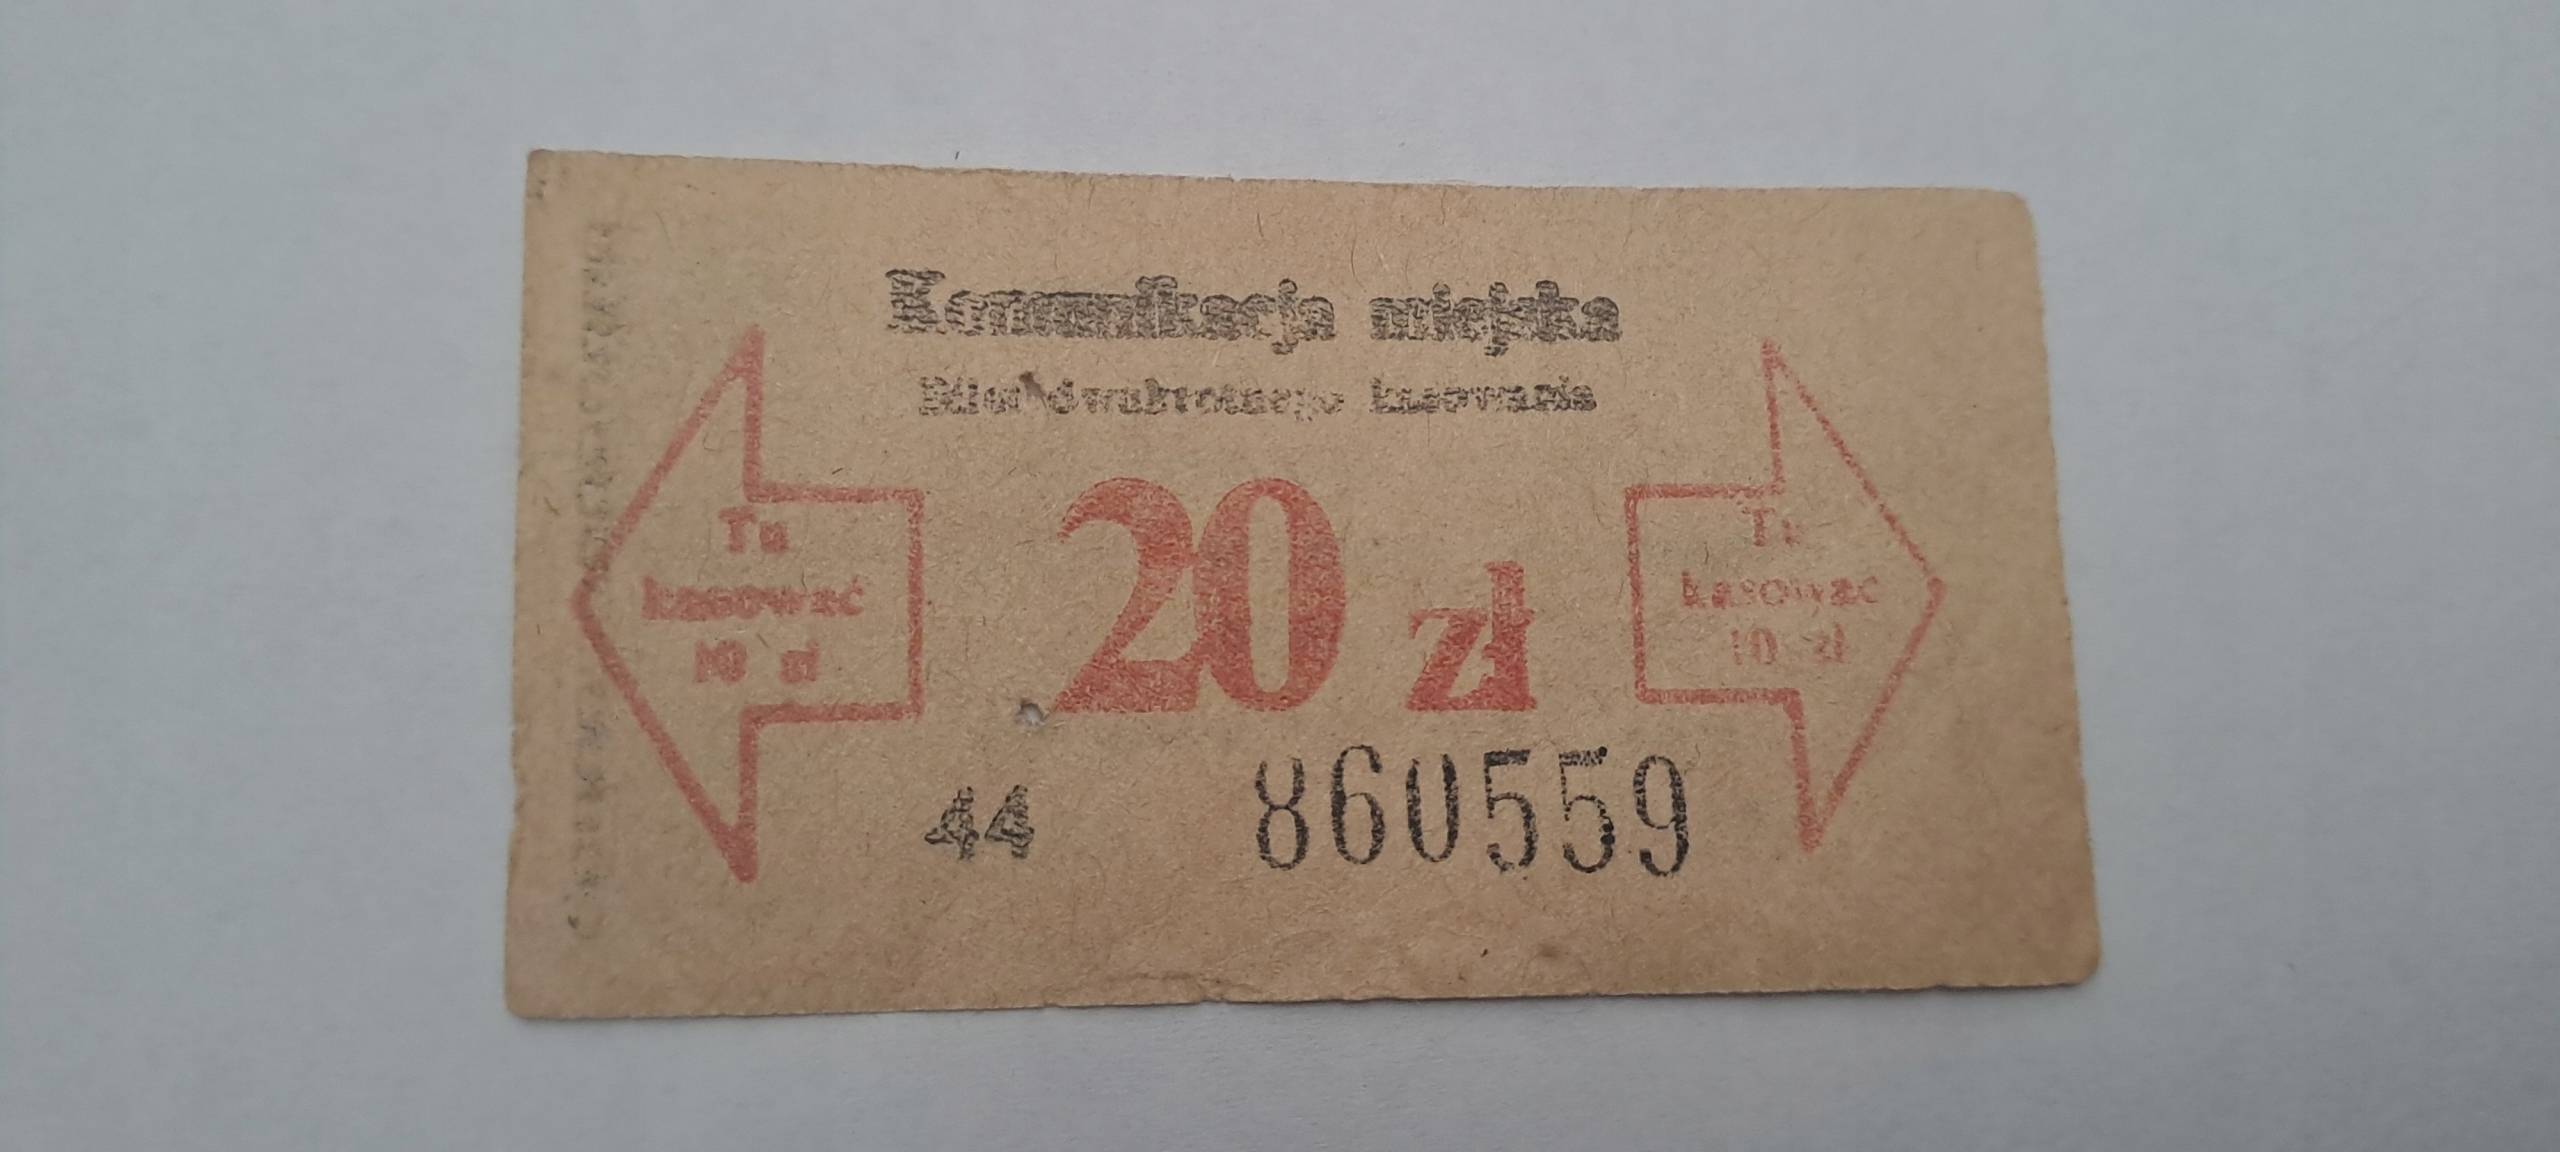 Komunikacja miejska
Bilet dwukrotnego kasowania
Tu
kasować
10 zł
20 zł
Tu
kasować
10 zł
44 860559